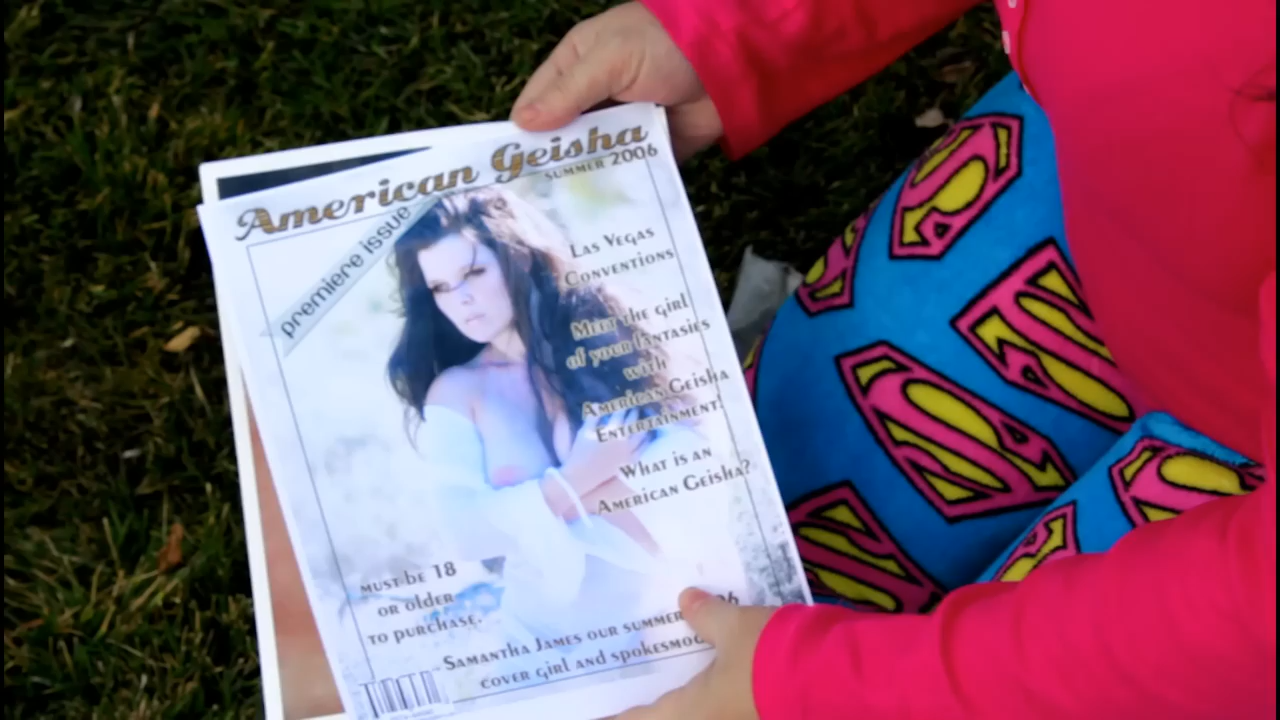 American Geisha
SUMMER 2006
premiere issue
LAS VEGAS
CONVENTIONS
MEET THE GIRL
OF YOUR FANTASIES
WITH
AMERICAN GEISHA
ENTERTAINMENT!
WHAT IS AN
AMERICAN GEISHA?
MUST BE 18
OR OLDER
TO PURCHASE.
SAMANTHA JAMES OUR SUMMER
COVER GIRL AND